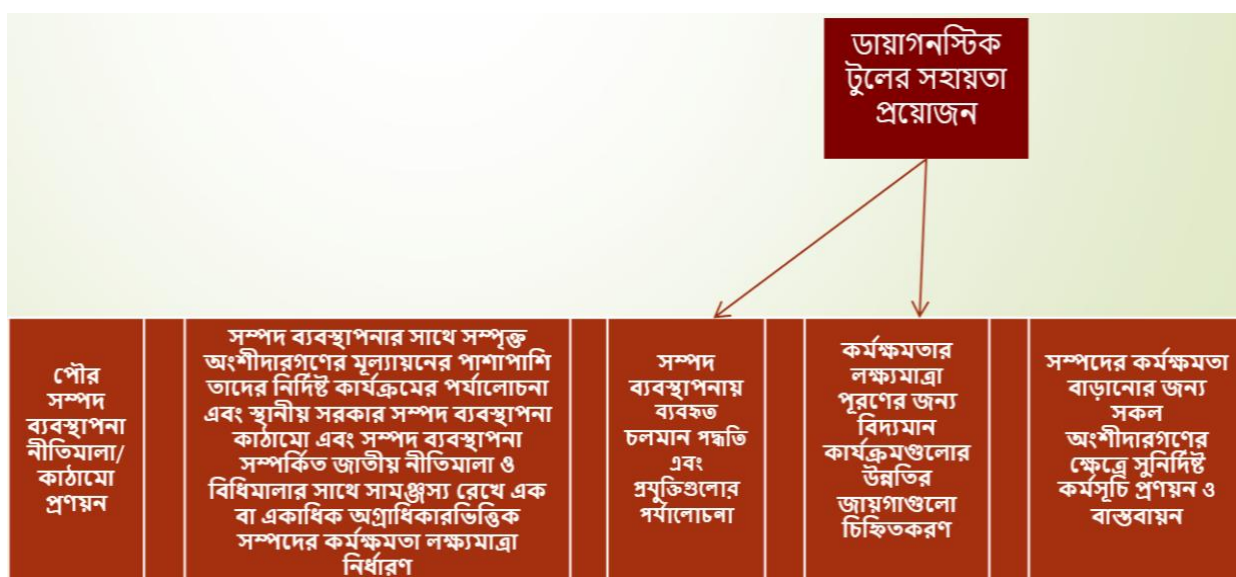 ডায়াগনস্টিক
টুলের সহায়তা
প্রয়োজন
পৌর
সম্পদ
ব্যবস্থাপনা
নীতিমালা/
কাঠামো
প্রণয়ন
সম্পদ ব্যবস্থাপনার সাথে সম্পৃক্ত
অংশীদারগণের মূল্যায়নের পাশাপাশি
তাদের নির্দিষ্ট কার্যক্রমের পর্যালোচনা
এবং স্থানীয় সরকার সম্পদ ব্যবস্থাপনা
কাঠামো এবং সম্পদ ব্যবস্থাপনা
সম্পর্কিত জাতীয় নীতিমালা ও
বিধিমালার সাথে সামঞ্জস্য রেখে এক
বা একাধিক অগ্রাধিকারভিত্তিক
সম্পদের কর্মক্ষমতা লক্ষ্যমাত্রা
নির্ধারণ
সম্পদ
ব্যবস্থাপনায়
ব্যবহৃত
চলমান পদ্ধতি
এবং
প্রযুক্তিগুলোর
পর্যালোচনা
কর্মক্ষমতার
লক্ষ্যমাত্রা
পূরণের জন্য
বিদ্যমান
কার্যক্রমগুলোর
উন্নতির
জায়গাগুলো
চিহ্নিতকরণ
সম্পদের কর্মক্ষমতা
বাড়ানোর জন্য
সকল
অংশীদারগণের
ক্ষেত্রে সুনির্দিষ্ট
কর্মসূচি প্রণয়ন ও
বাস্তবায়ন